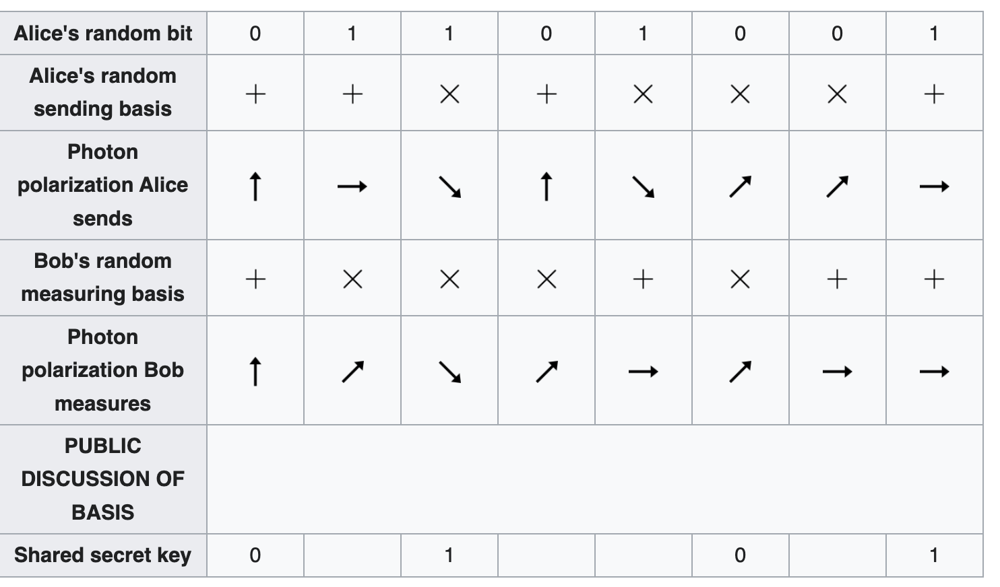 Alice's random bit 0 1 1 0 1 0 0 1
Alice's random
sending basis + + × + × × × +
Photon
polarization Alice ↑ → ↘ ↑ ↘ ↗ ↗ →
sends
Bob's random
measuring basis + × × × + × + +
Photon
polarization Bob ↑ ↗ ↘ ↗ → ↗ → →
measures
PUBLIC
DISCUSSION OF
BASIS
Shared secret key 0 1 0 1